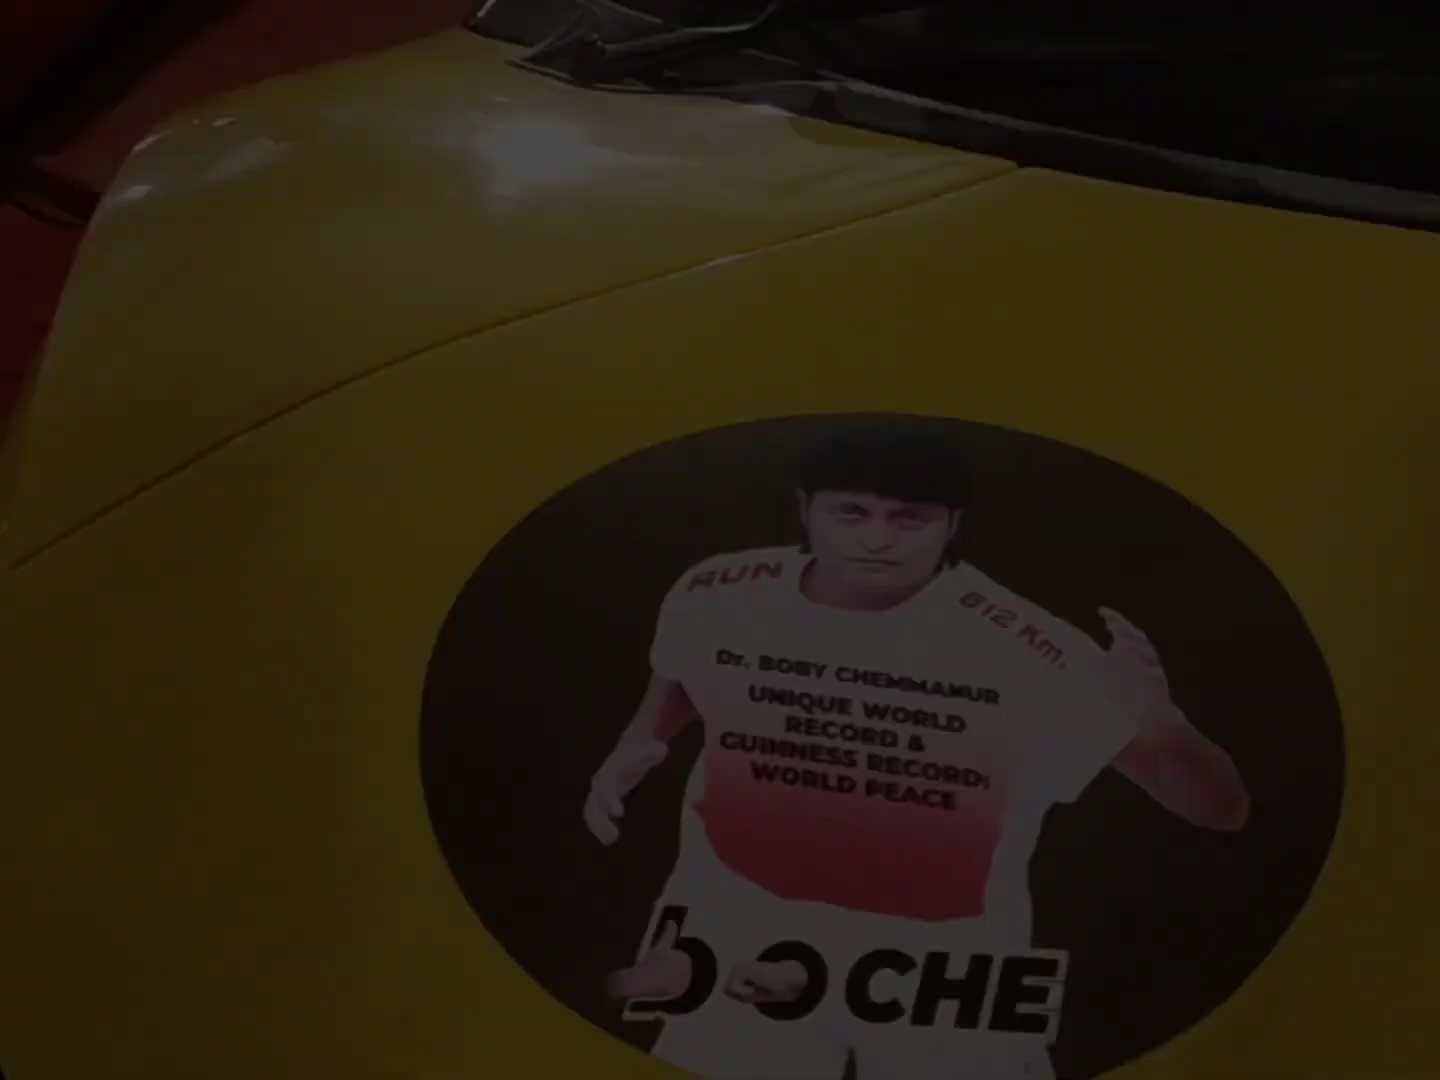 RUN
812 Km.
Dr. BOBY CHEMMANUR
UNIQUE WORLD
RECORD &
GUINNESS RECORD:
WORLD PEACE
bOCHE